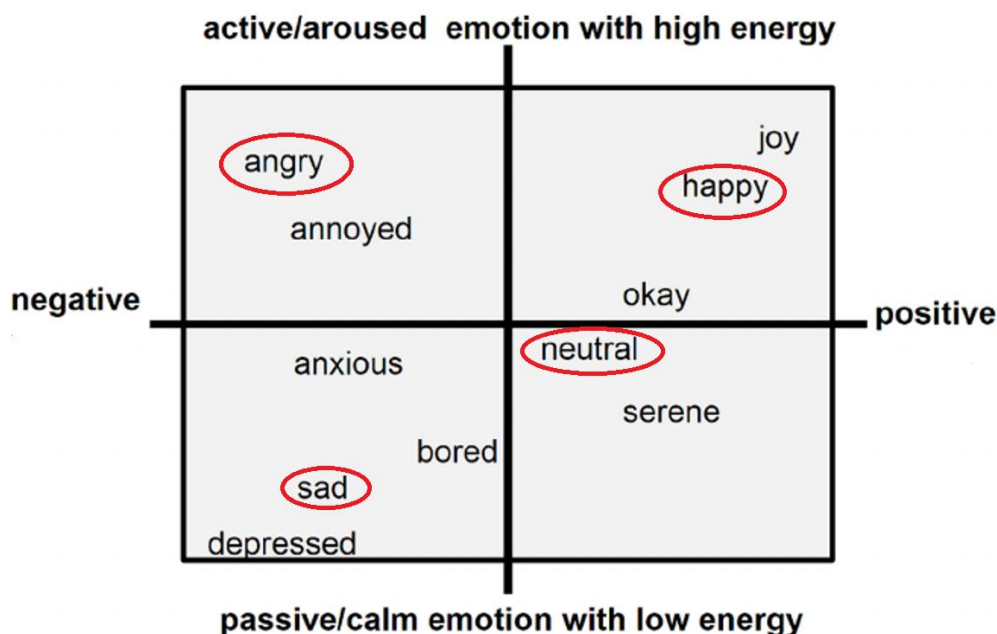 active/aroused  emotion with high energy
joy
angry
happy
annoyed
okay
negative
positive
neutral
anxious
serene
bored
sad
depressed
passive/calm emotion with low energy